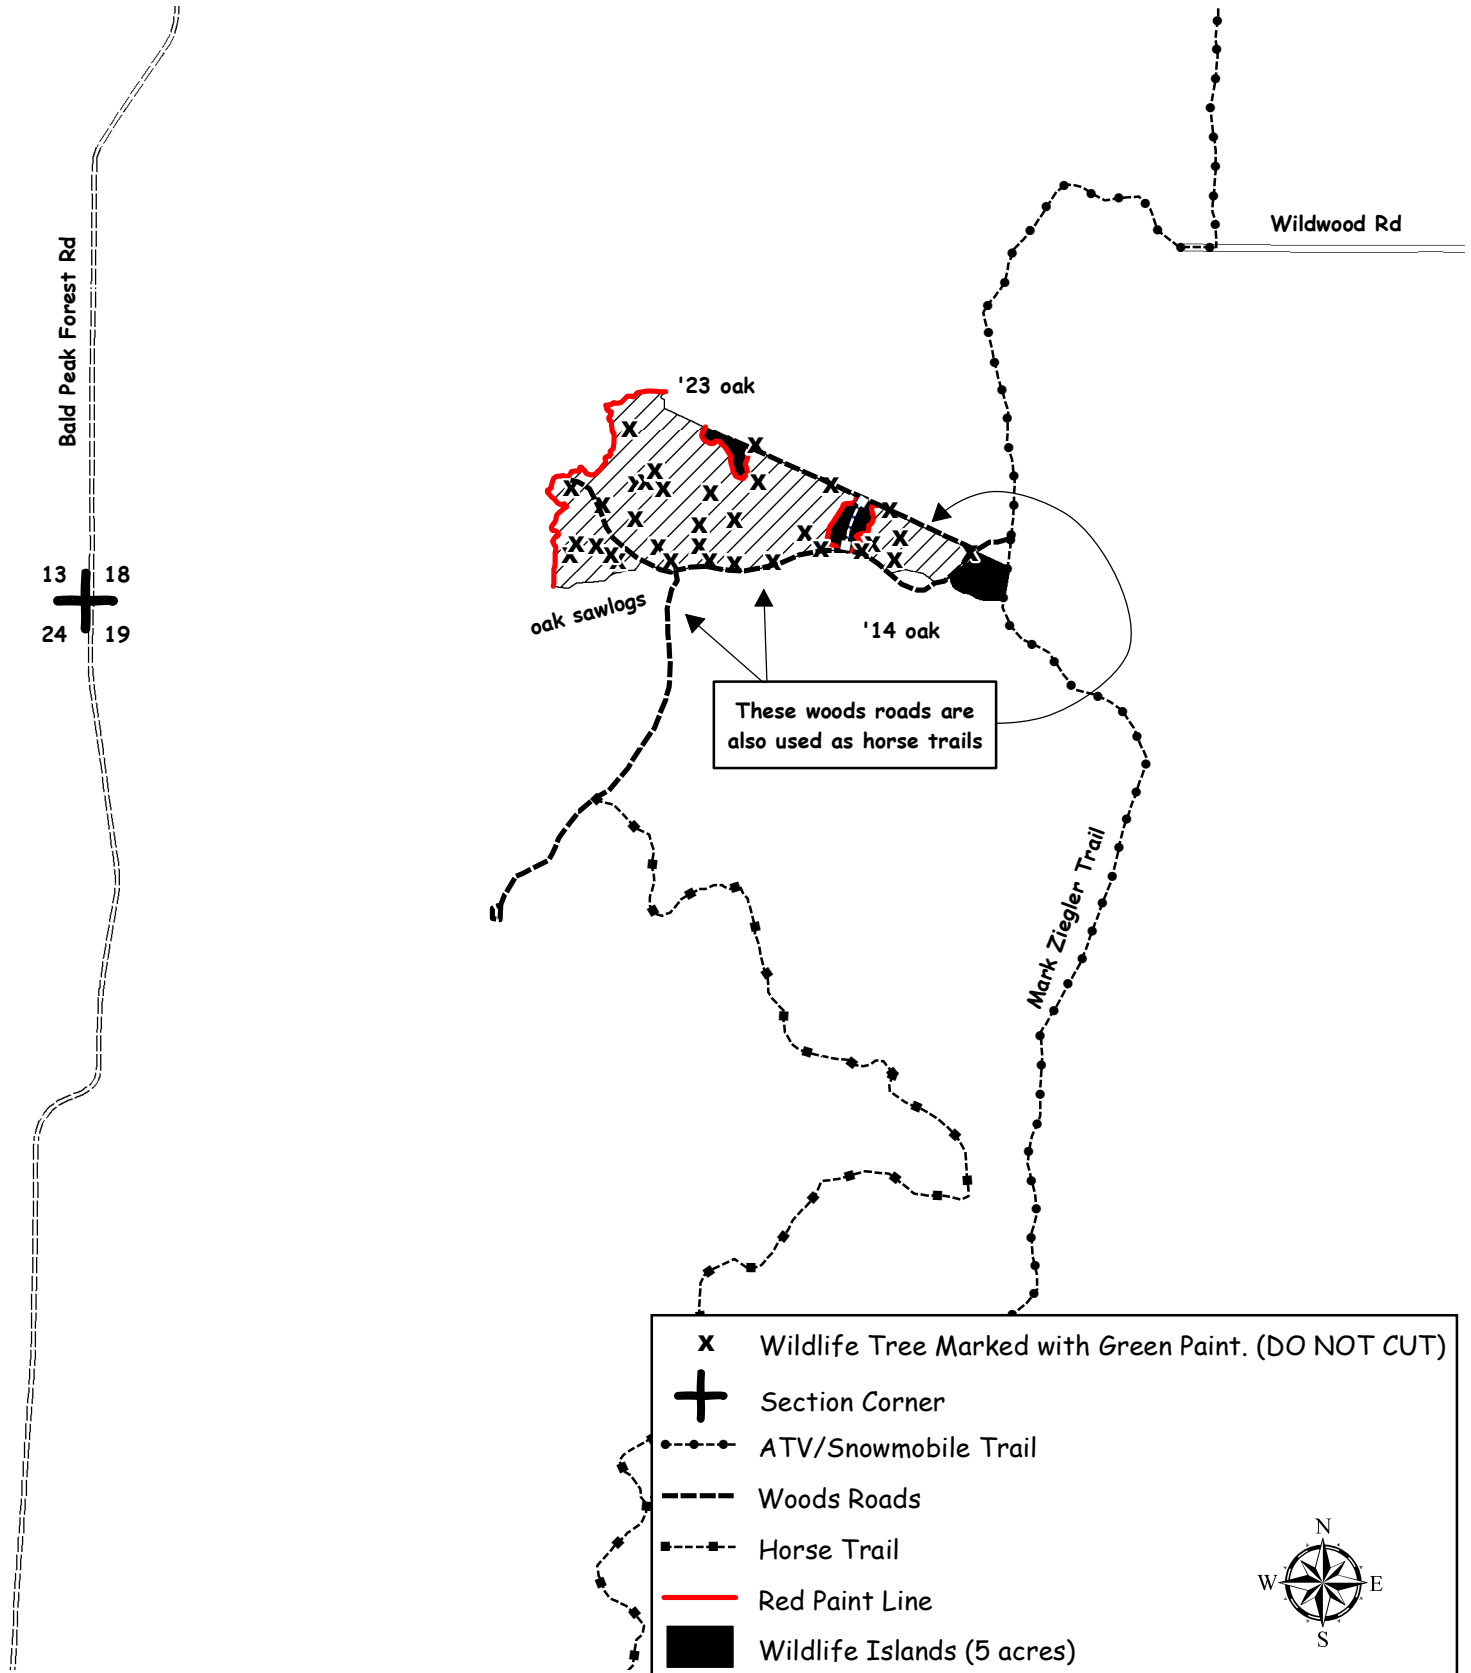 Wildwood Rd
Bald Peak Forest Rd
'23 oak
13 18
24 19
oak sawlogs
'14 oak
These woods roads are
also used as horse trails
Mark Ziegler Trail
x Wildlife Tree Marked with Green Paint. (DO NOT CUT)
Section Corner
ATV/Snowmobile Trail
Woods Roads
Horse Trail
Red Paint Line
Wildlife Islands (5 acres)
N
W E
S